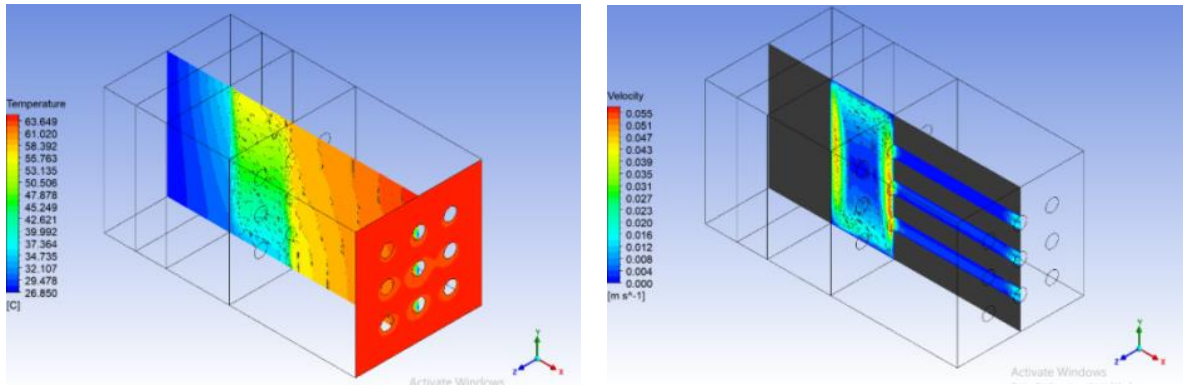 Temperature
63.649
61.020
58.392
55.763
53.135
50.506
47.878
45.249
42.621
39.992
37.364
34.735
32.107
29.478
26.850
[C]
Y
Z
X
Activate Windows
Velocity
0.055
0.051
0.047
0.043
0.039
0.035
0.031
0.027
0.023
0.020
0.016
0.012
0.008
0.004
0.000
[m s^-1]
Y
Z
X
Activate Windows